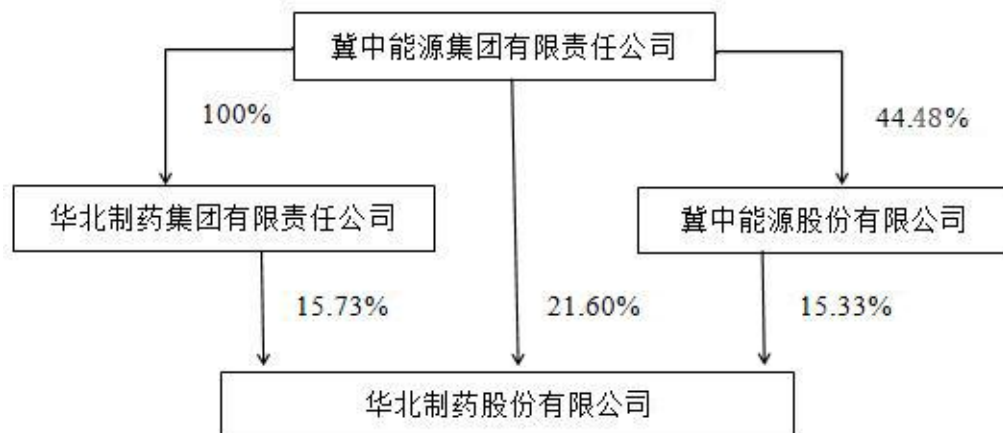 冀中能源集团有限责任公司
100%
44.48%
华北制药集团有限责任公司
冀中能源股份有限公司
15.73%
21.60%
15.33%
华北制药股份有限公司